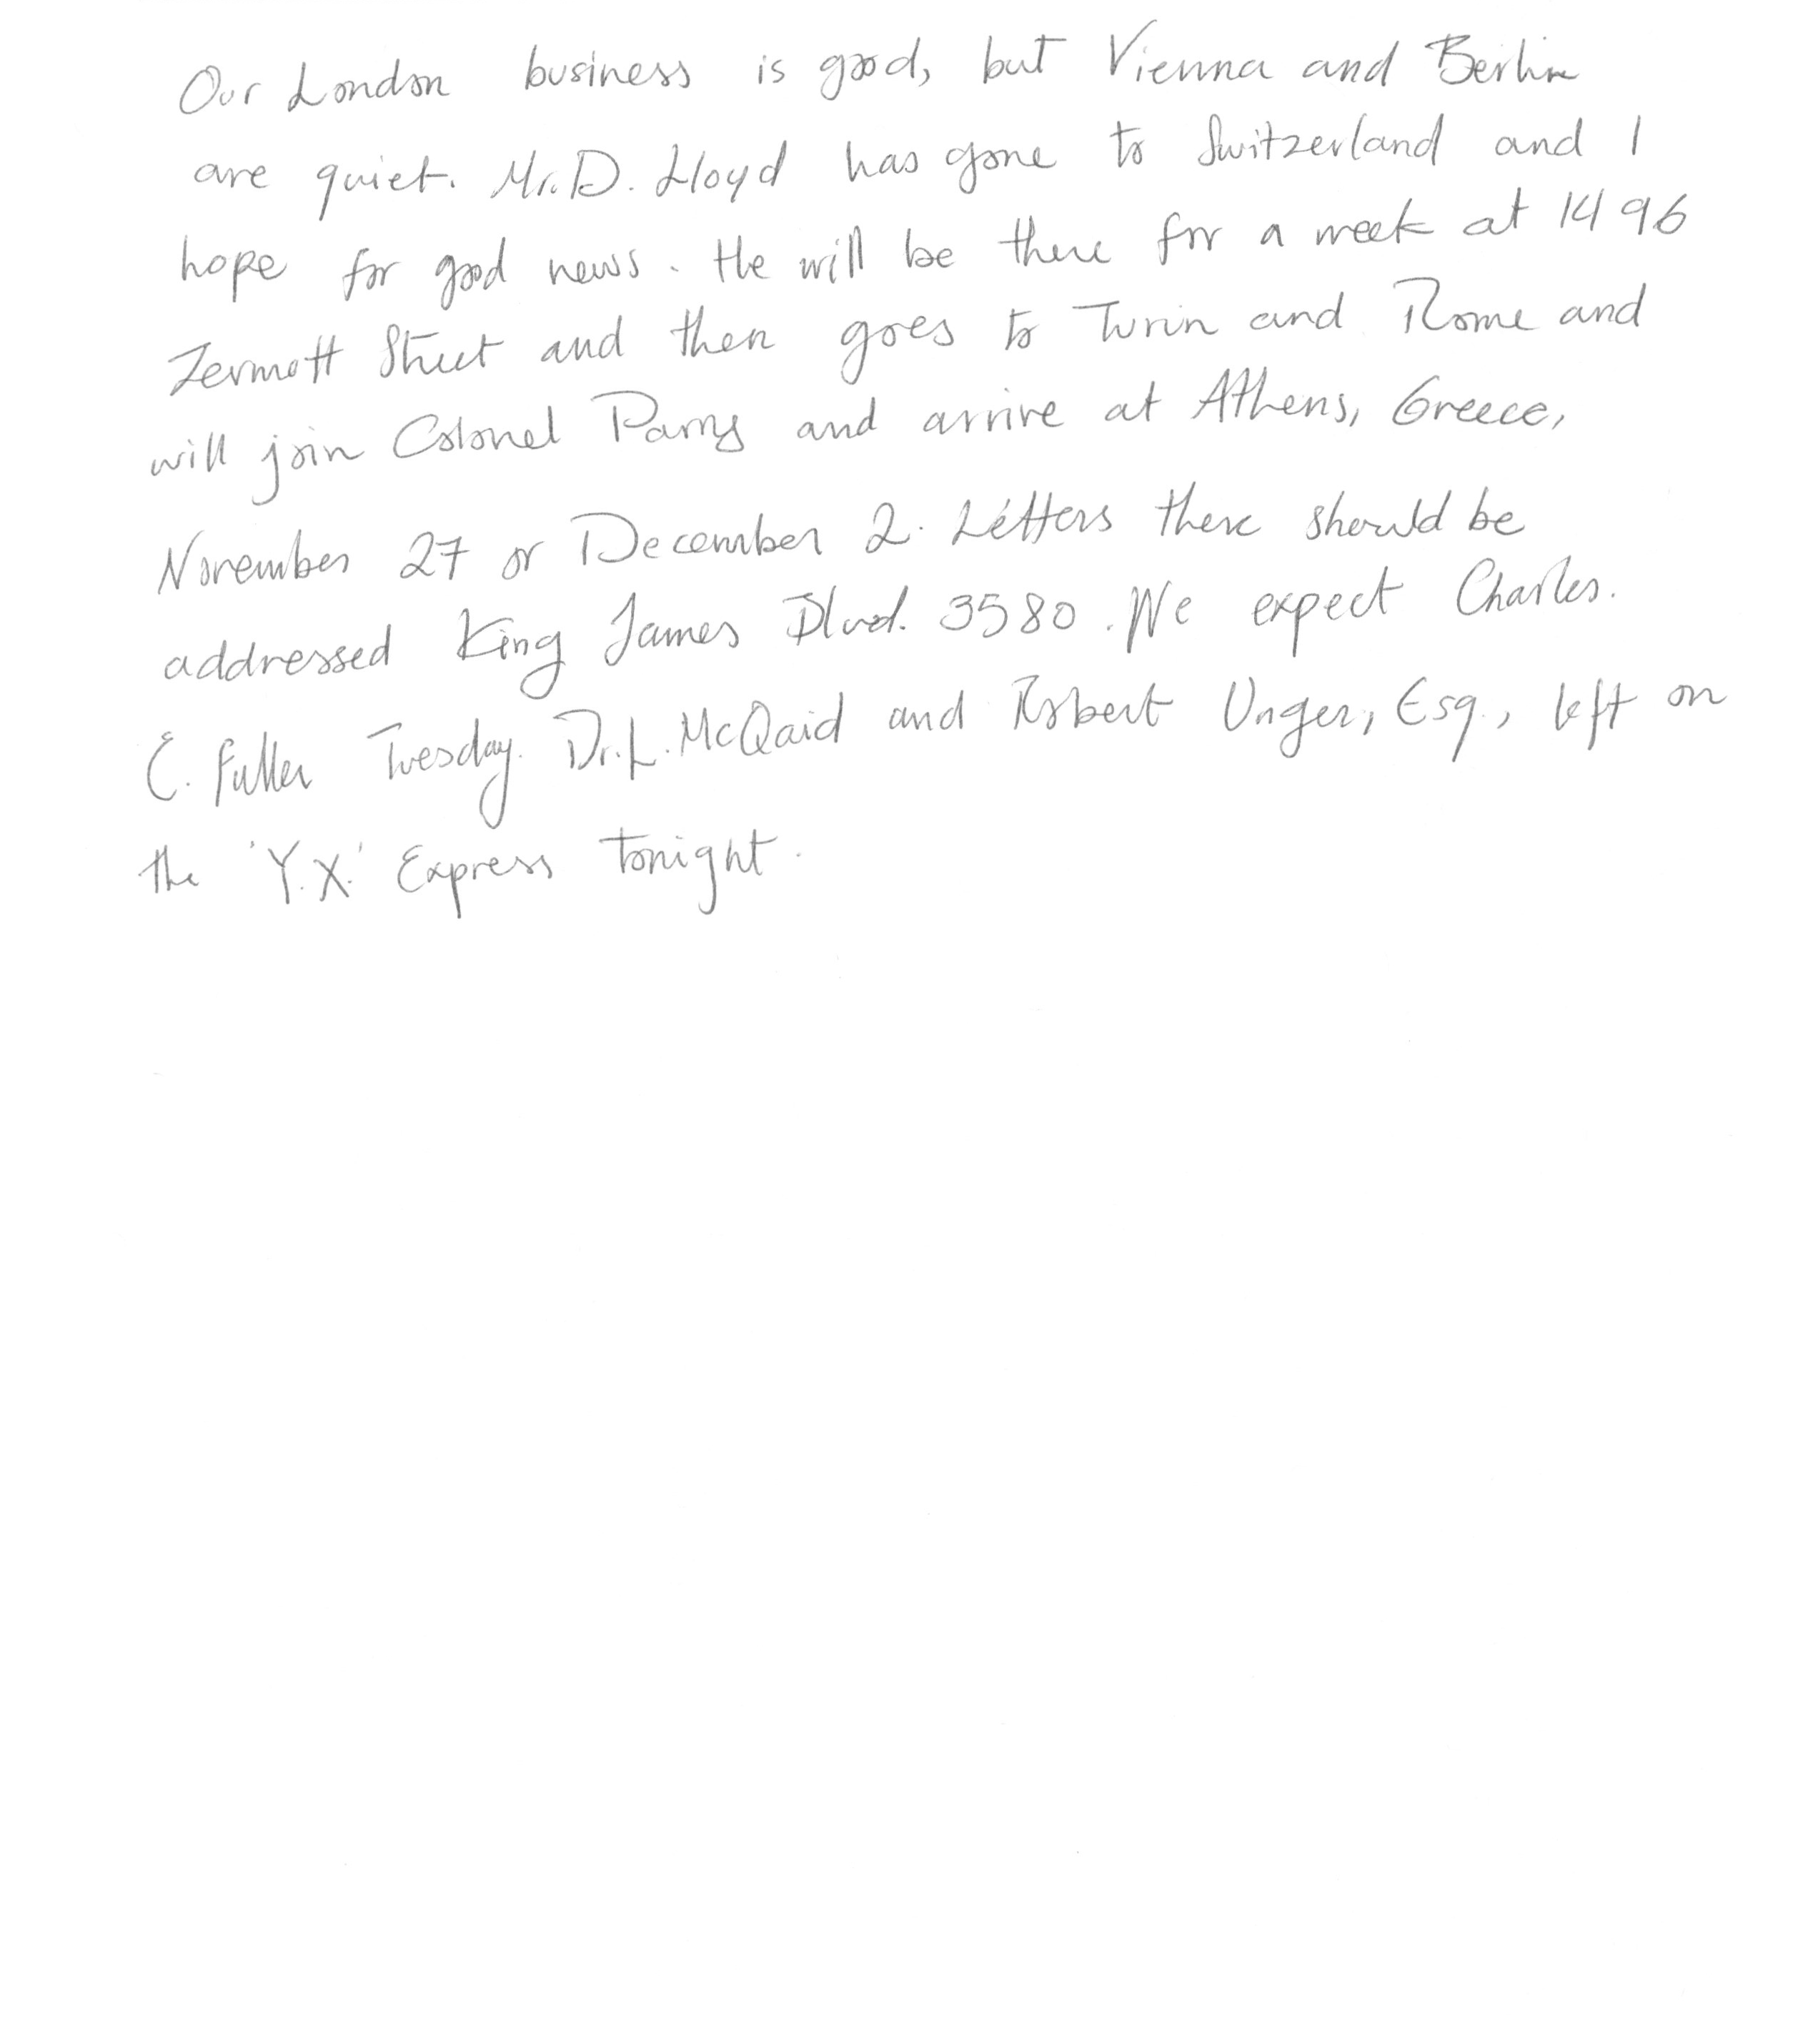 Our London business is good, but Vienna and Berlin
are quiet. Mr. D. Lloyd has gone to Switzerland and I
hope for good news. He will be there for a week at 1496
Zermott Street and then goes to Turin and Rome and
will join Colonel Parry and arrive at Athens, Greece,
November 27 or December 2. Letters there should be
addressed King James Blvd. 3580. We expect Charles.
E. Fuller Tuesday. Dr. L. McQaid and Robert Unger, Esq., left on
the 'Y.X.' Express tonight.